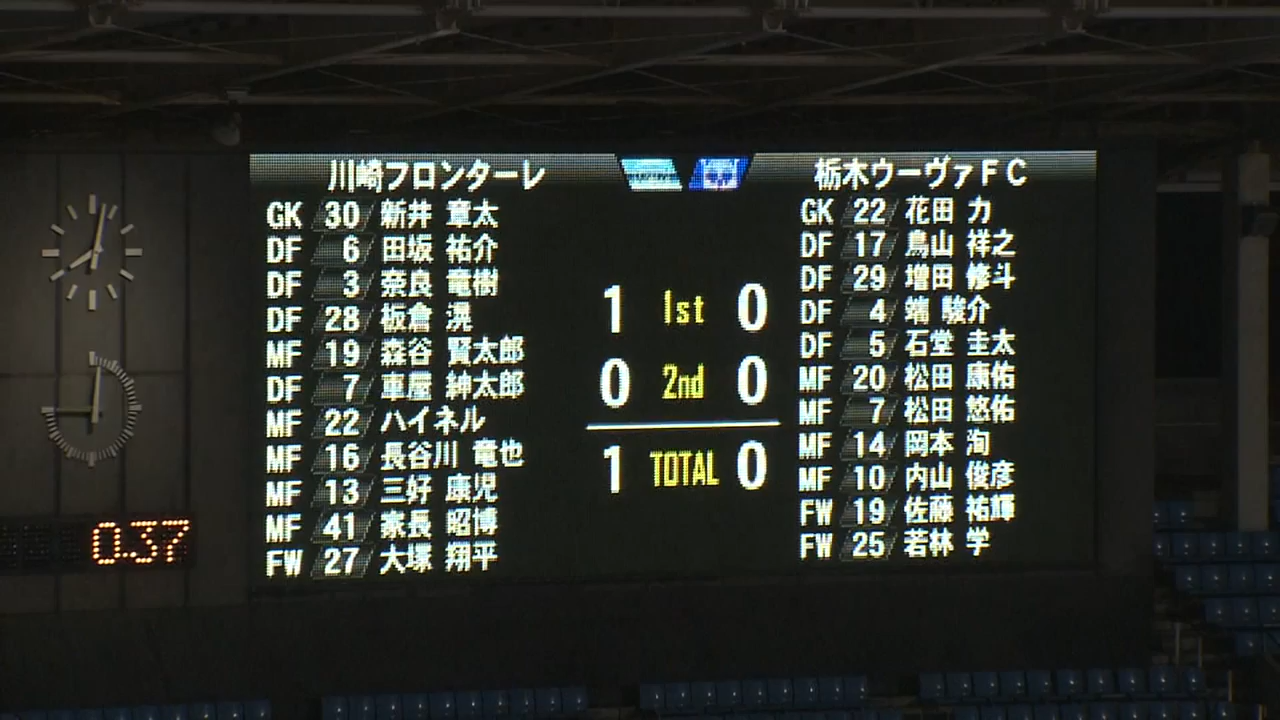 川崎フロンターレ
栃木ウーヴァFC
GK 30 新井 章太
DF 6 田坂 祐介
DF 3 奈良 竜樹
DF 28 板倉 滉
MF 19 森谷 賢太郎
DF 7 車屋 紳太郎
MF 22 ハイネル
MF 16 長谷川 竜也
MF 13 三好 康児
MF 41 家長 昭博
FW 27 大塚 翔平
1 1st 0
0 2nd 0
1 TOTAL 0
GK 22 花田 力
DF 17 鳥山 祥之
DF 29 増田 修斗
DF 4 端 駿介
DF 5 石堂 圭太
MF 20 松田 康佑
MF 7 松田 悠佑
MF 14 岡本 洵
MF 10 内山 俊彦
FW 19 佐藤 祐輝
FW 25 若林 学
0.37